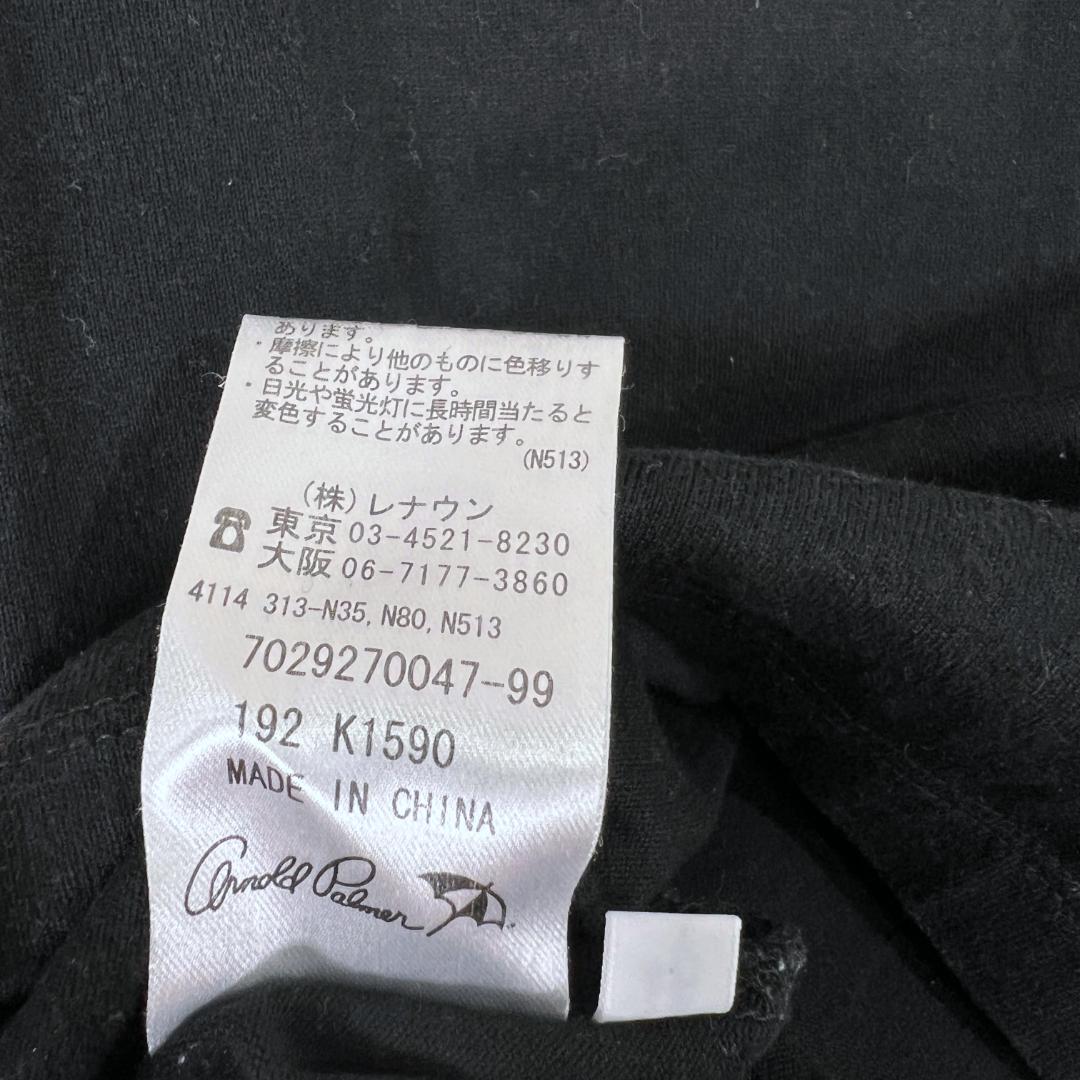 あります。
・摩擦により他のものに色移りす
ることがあります。
・日光や蛍光灯に長時間当たると
変色することがあります。
(N513)
(株)レナウン
東京 03-4521-8230
大阪 06-7177-3860
4114 313-N35, N80, N513
7029270047-99
192 K1590
MADE IN CHINA
Arnold Palmer